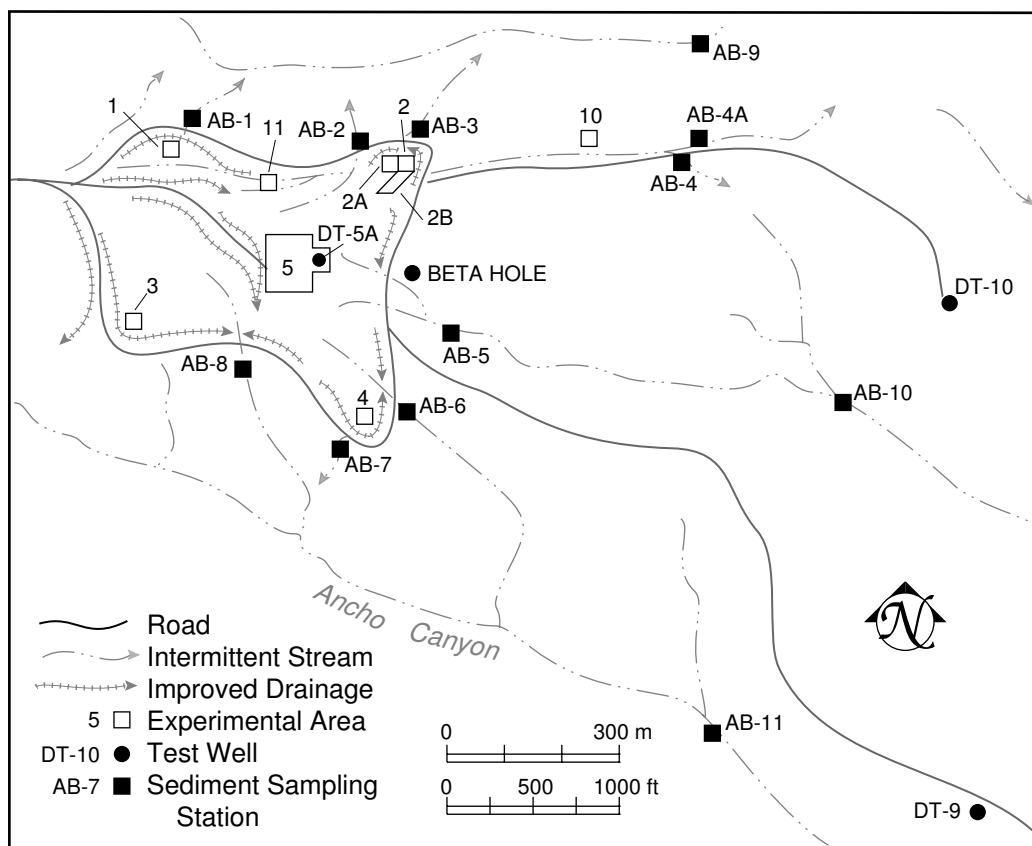 AB-9
1
AB-1
11
AB-2
2
AB-3
10
AB-4A
AB-4
2A
2B
DT-5A
5
BETA HOLE
DT-10
3
AB-5
AB-8
4
AB-6
AB-10
AB-7
Ancho Canyon
N
Road
Intermittent Stream
Improved Drainage
5 Experimental Area
DT-10 Test Well
AB-7 Sediment Sampling
Station
0 300 m
0 500 1000 ft
AB-11
DT-9